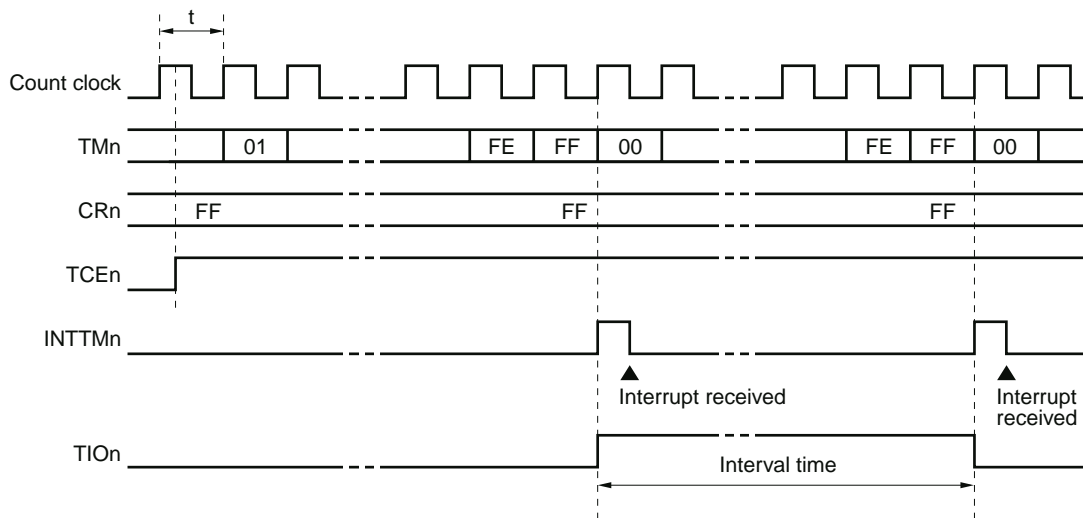 t
Count clock
TMn 01 FE FF 00 FE FF 00
CRn FF FF FF
TCEn
INTTMn
Interrupt received Interrupt
received
TIOn
Interval time